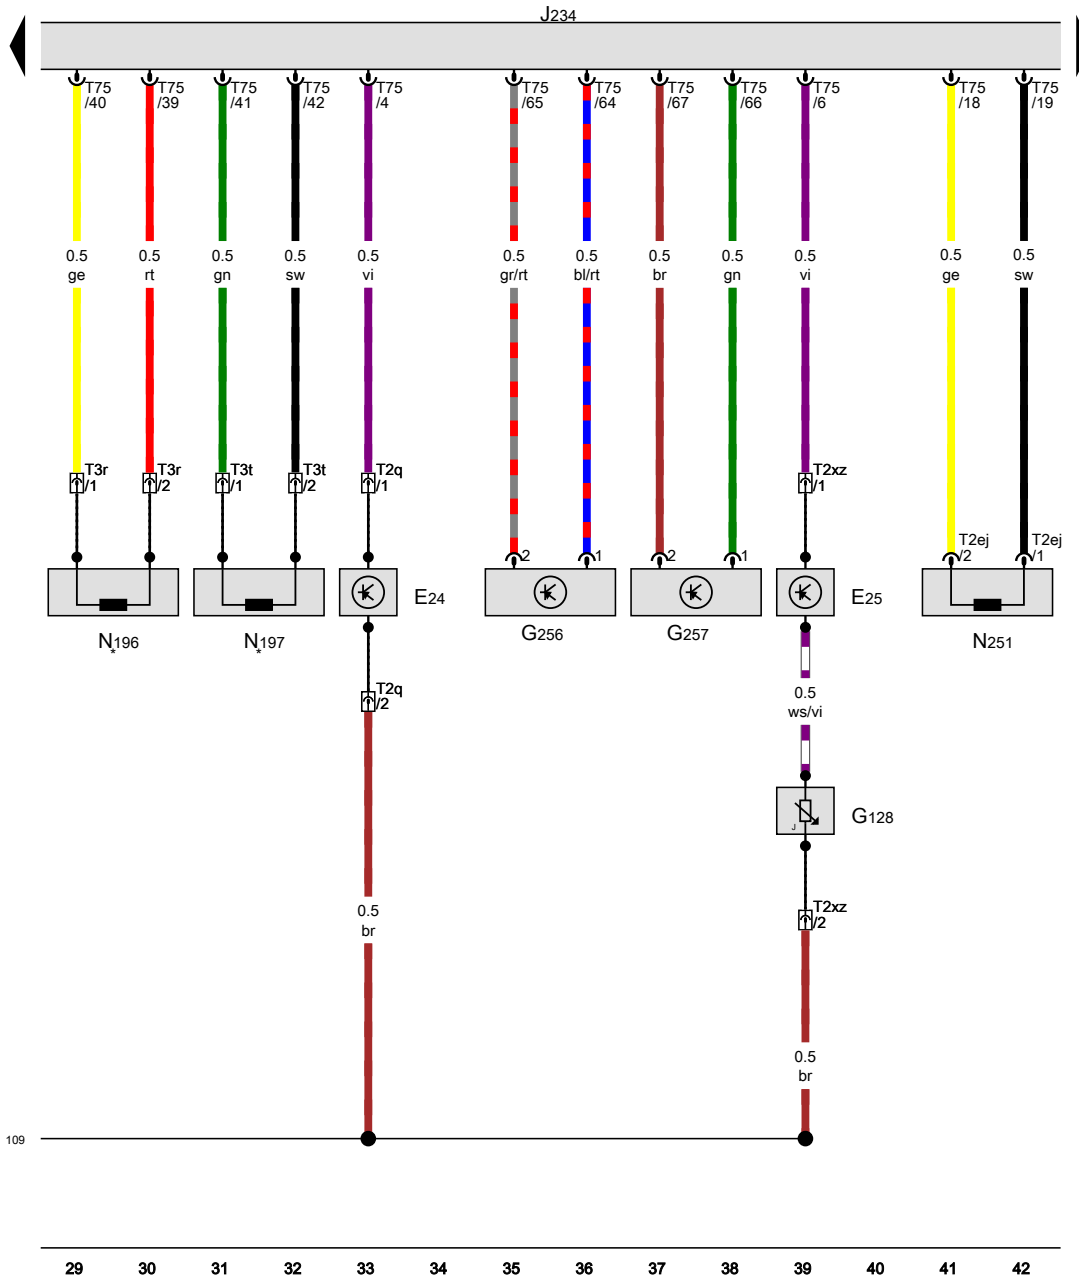 J234
T75 T75 T75 T75 T75 T75 T75 T75 T75 T75 T75 T75
/40 /39 /41 /42 /4 /65 /64 /67 /66 /6 /18 /19
0.5 0.5 0.5 0.5 0.5 0.5 0.5 0.5 0.5 0.5 0.5 0.5
ge rt gn sw vi gr/rt bl/rt br gn vi ge sw
T3r T3r T3t T3t T2q T2xz
/1 /2 /1 /2 /1 /1
T2ej T2ej
2 1 2 1 /2 /1
E24 E25
N*196 N*197 G256 G257 N251
T2q
/2
0.5
ws/vi
G128
J
T2xz
/2
0.5
br
0.5
br
109
29 30 31 32 33 34 35 36 37 38 39 40 41 42